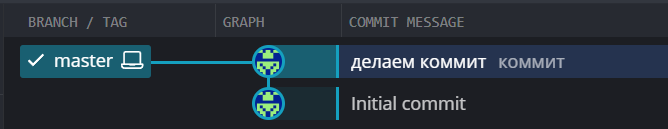 BRANCH / TAG GRAPH COMMIT MESSAGE
master делаем коммит коммит
Initial commit